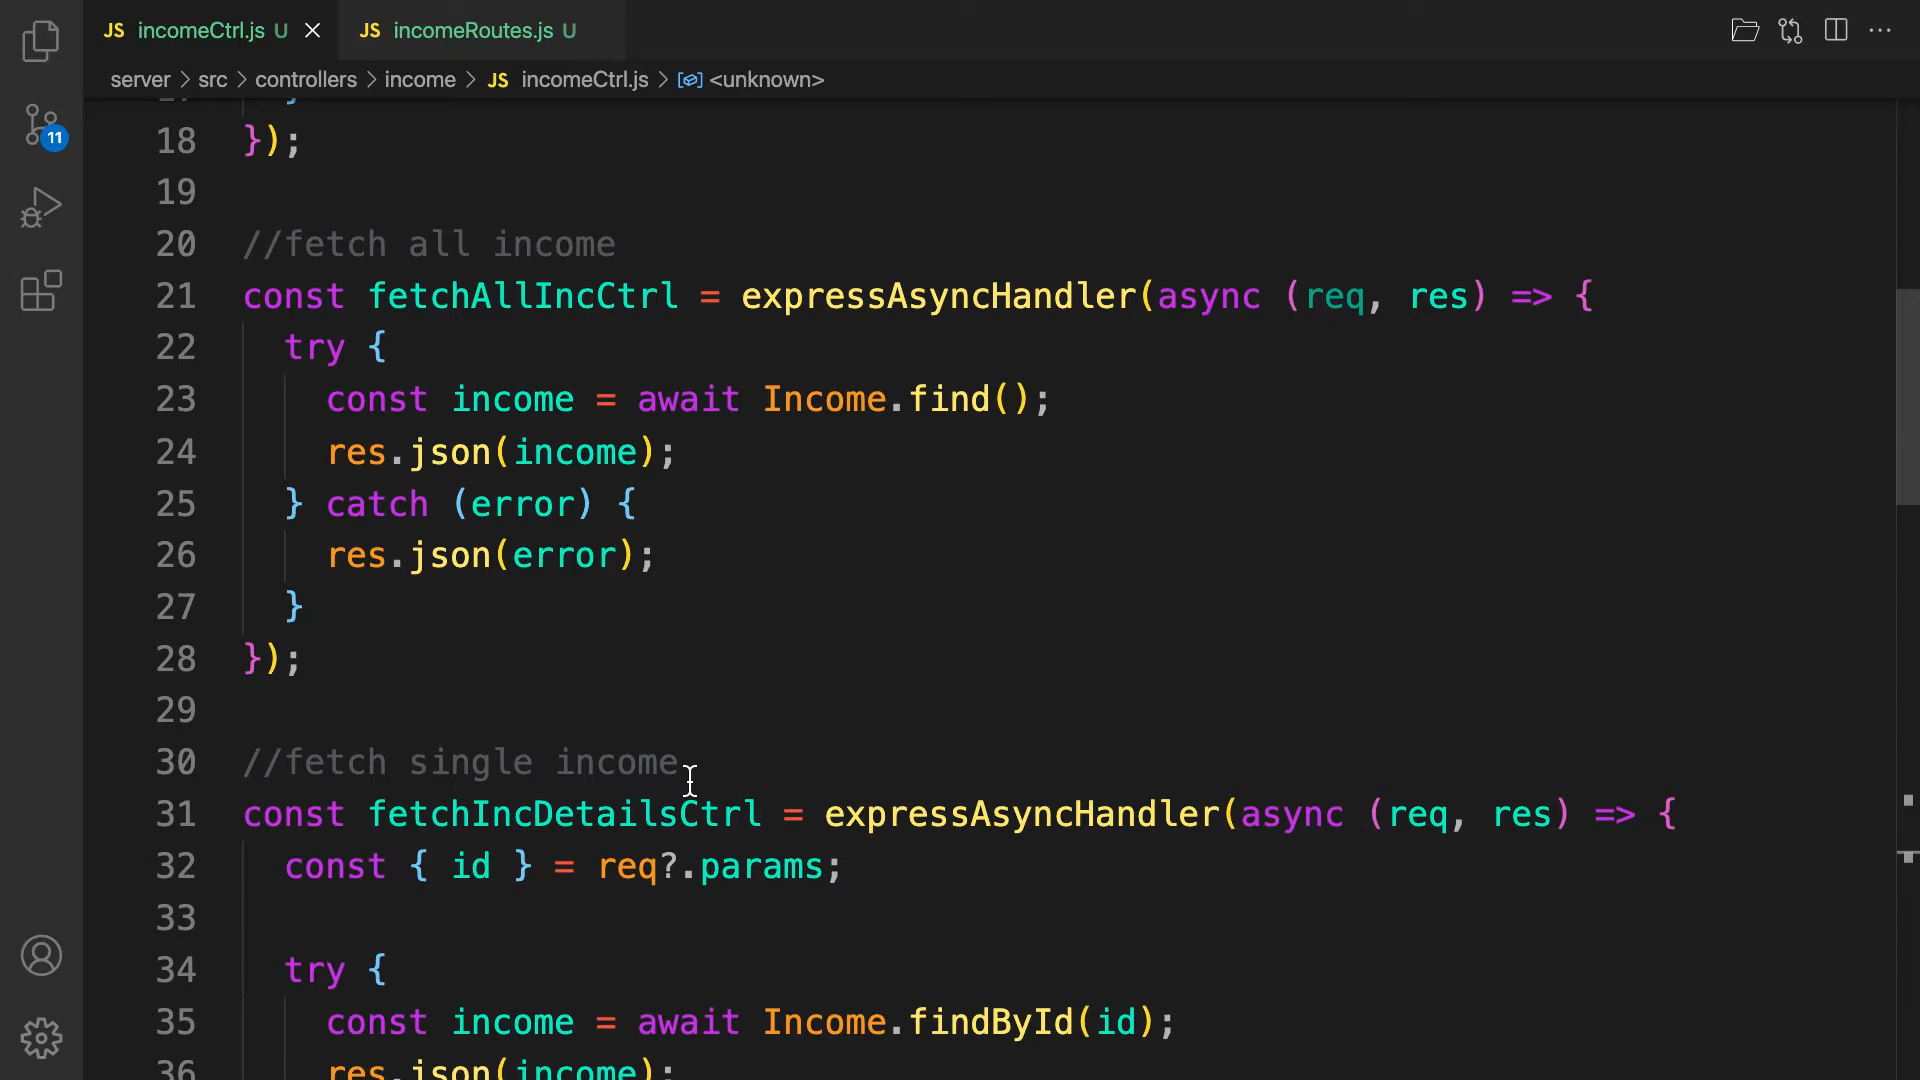 JS incomeCtrl.js U
JS incomeRoutes.js U
server > src > controllers > income > JS incomeCtrl.js > <unknown>
11
18 });
19
20 //fetch all income
21 const fetchAllIncCtrl = expressAsyncHandler(async (req, res) => {
22 try {
23 const income = await Income.find();
24 res.json(income);
25 } catch (error) {
26 res.json(error);
27 }
28 });
29
30 //fetch single income
31 const fetchIncDetailsCtrl = expressAsyncHandler(async (req, res) => {
32 const { id } = req?.params;
33
34 try {
35 const income = await Income.findById(id);
36 res.json(income);